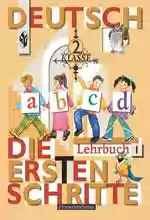 DEUTSCH
2
KLASSE
a b c d
Lehrbuch 1
DIE
ERSTEN
SCHRITTE